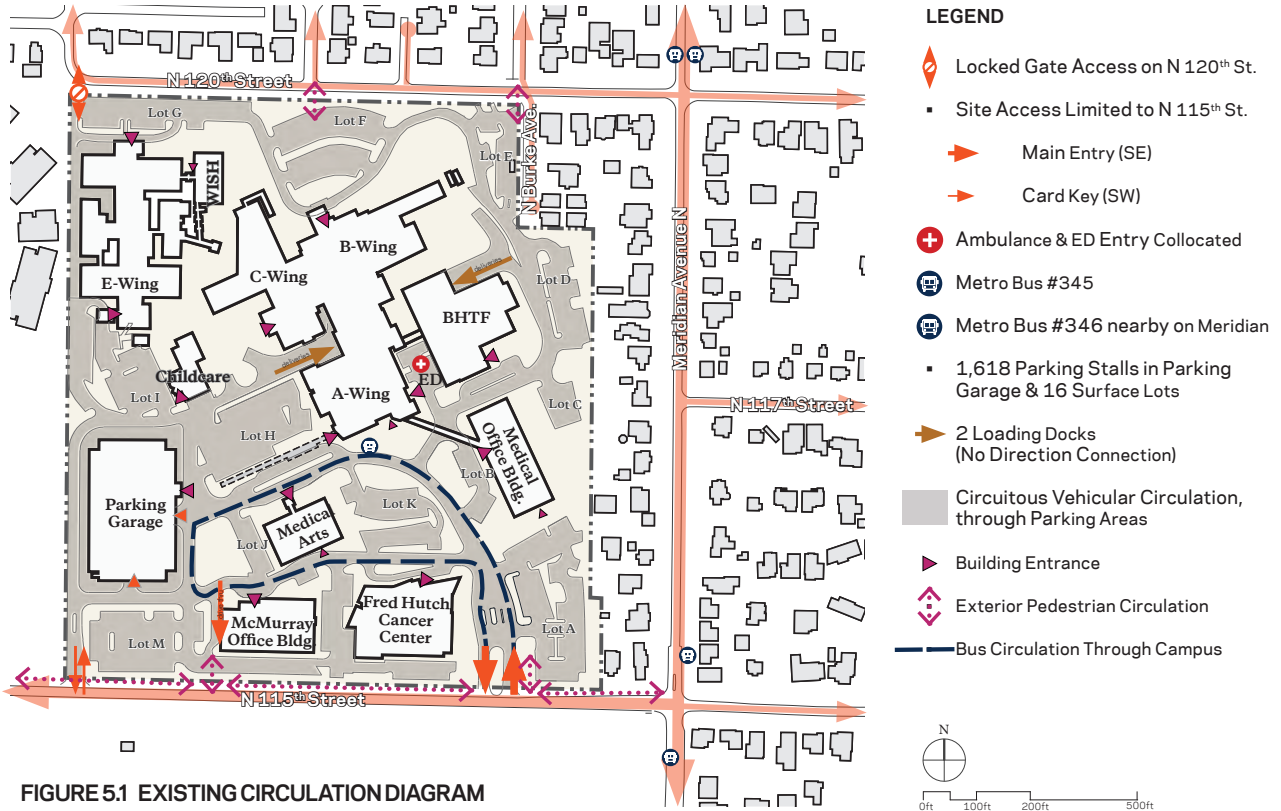 N 120th Street
Lot G
Lot F
Lot E
N Burke Ave.
WISH
B-Wing
C-Wing
E-Wing
deliveries
Lot D
BHTF
Meridian Avenue N
deliveries
ED
Childcare
A-Wing
Lot I
Lot C
N 117th Street
Lot H
Medical
Office Bldg.
Lot B
Parking
Garage
Lot K
Medical
Arts
Lot J
McMurray
Office Bldg
Fred Hutch
Cancer
Center
Lot M
Lot A
N 115th Street
FIGURE 5.1 EXISTING CIRCULATION DIAGRAM
LEGEND
Locked Gate Access on N 120th St.
Site Access Limited to N 115th St.
Main Entry (SE)
Card Key (SW)
Ambulance & ED Entry Collocated
Metro Bus #345
Metro Bus #346 nearby on Meridian
1,618 Parking Stalls in Parking
Garage & 16 Surface Lots
2 Loading Docks
(No Direction Connection)
Circuitous Vehicular Circulation,
through Parking Areas
Building Entrance
Exterior Pedestrian Circulation
Bus Circulation Through Campus
N
0ft 100ft 200ft 500ft